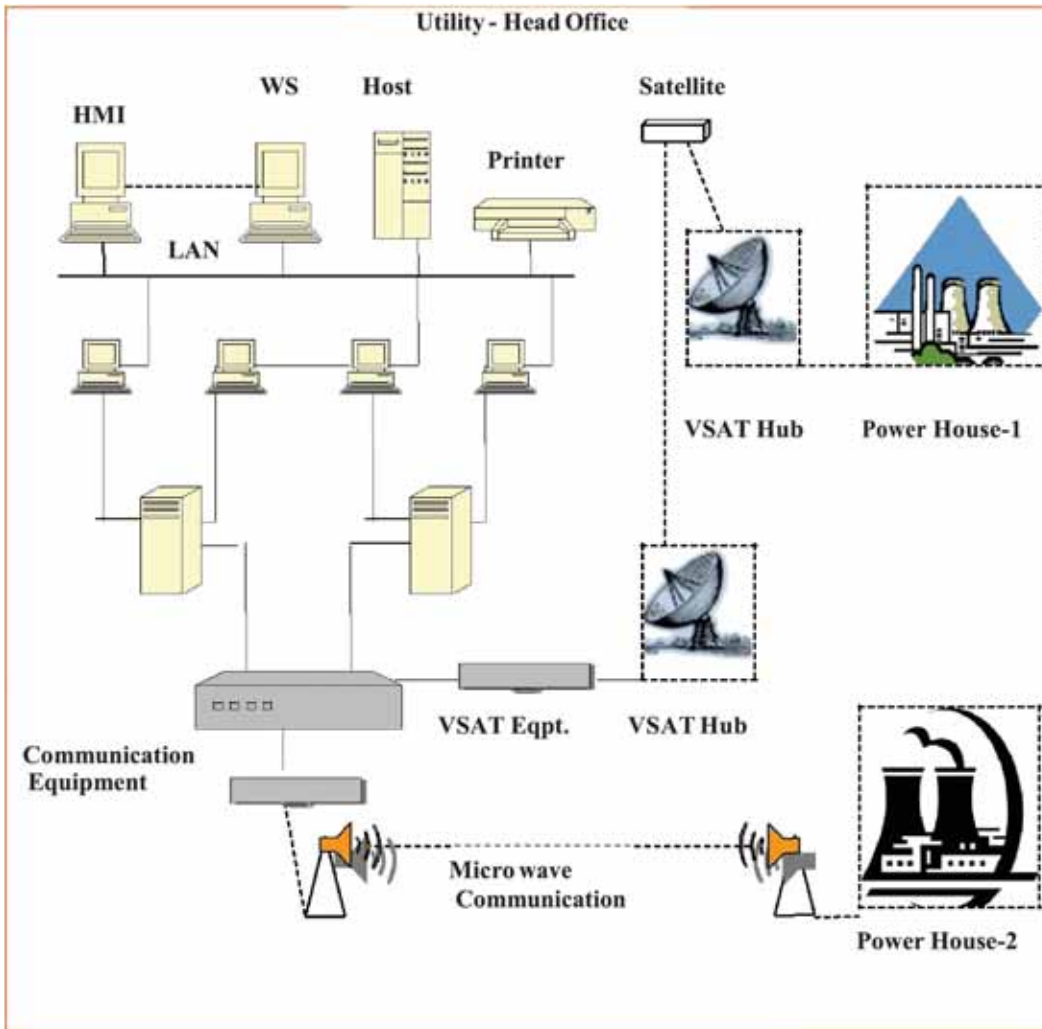 Utility - Head Office
WS
Host
Satellite
HMI
Printer
LAN
VSAT Hub
Power House-1
VSAT Eqpt.
VSAT Hub
Communication
Equipment
Micro wave
Communication
Power House-2